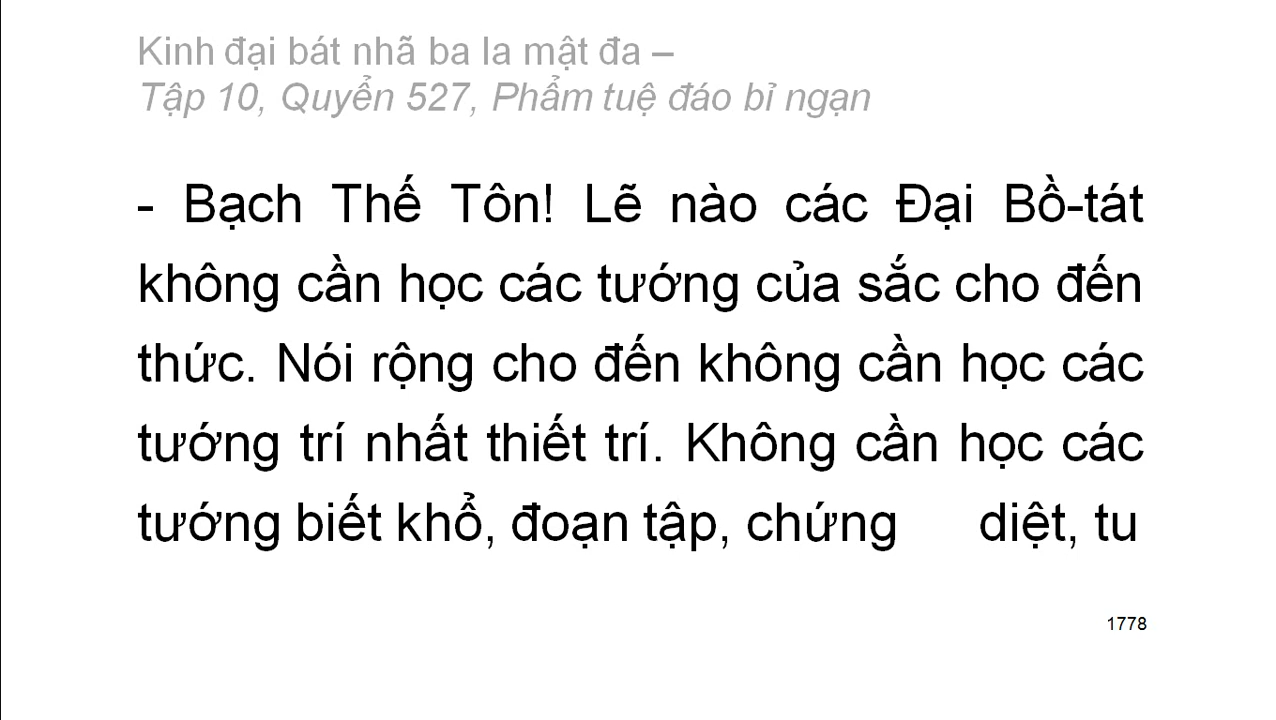 Kinh đại bát nhã ba la mật đa –
Tập 10, Quyển 527, Phẩm tuệ đáo bỉ ngạn
- Bạch Thế Tôn! Lẽ nào các Đại Bồ-tát
không cần học các tướng của sắc cho đến
thức. Nói rộng cho đến không cần học các
tướng trí nhất thiết trí. Không cần học các
tướng biết khổ, đoạn tập, chứng diệt, tu
1778